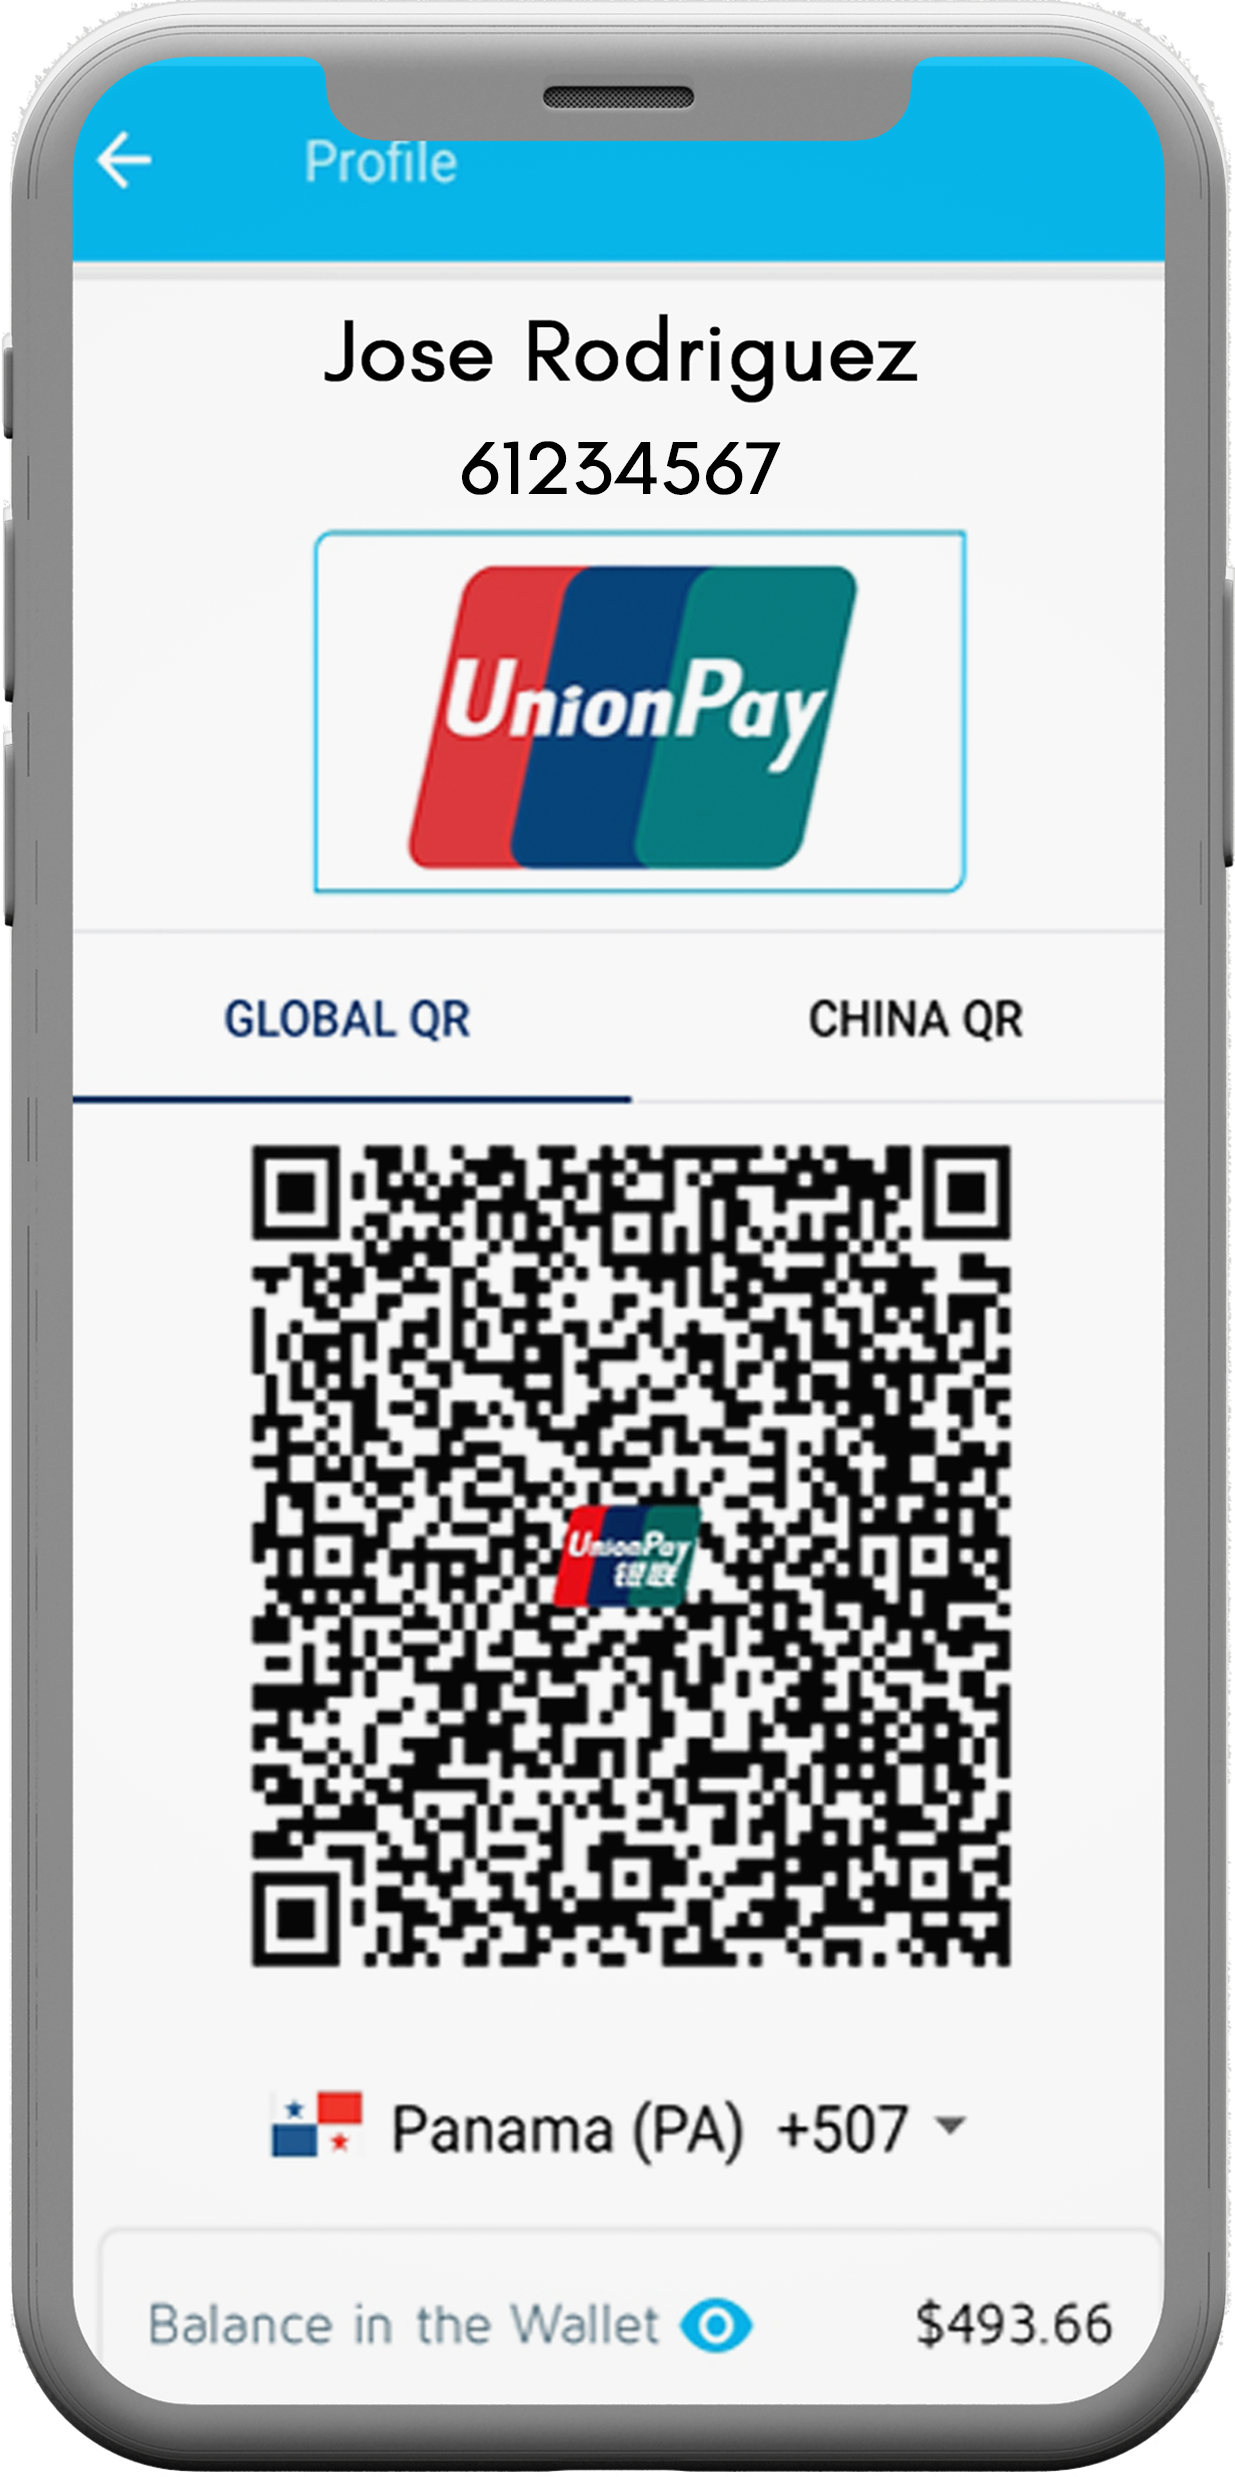 Profile
Jose Rodriguez
61234567
UnionPay
GLOBAL QR CHINA QR
UnionPay
银联
Panama (PA) +507
Balance in the Wallet $493.66